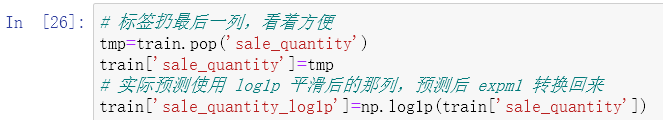 In [26]: # 标签扔最后一列，看着方便
tmp=train.pop('sale_quantity')
train['sale_quantity']=tmp
# 实际预测使用 log1p 平滑后的那列，预测后 expm1 转换回来
train['sale_quantity_log1p']=np.log1p(train['sale_quantity'])